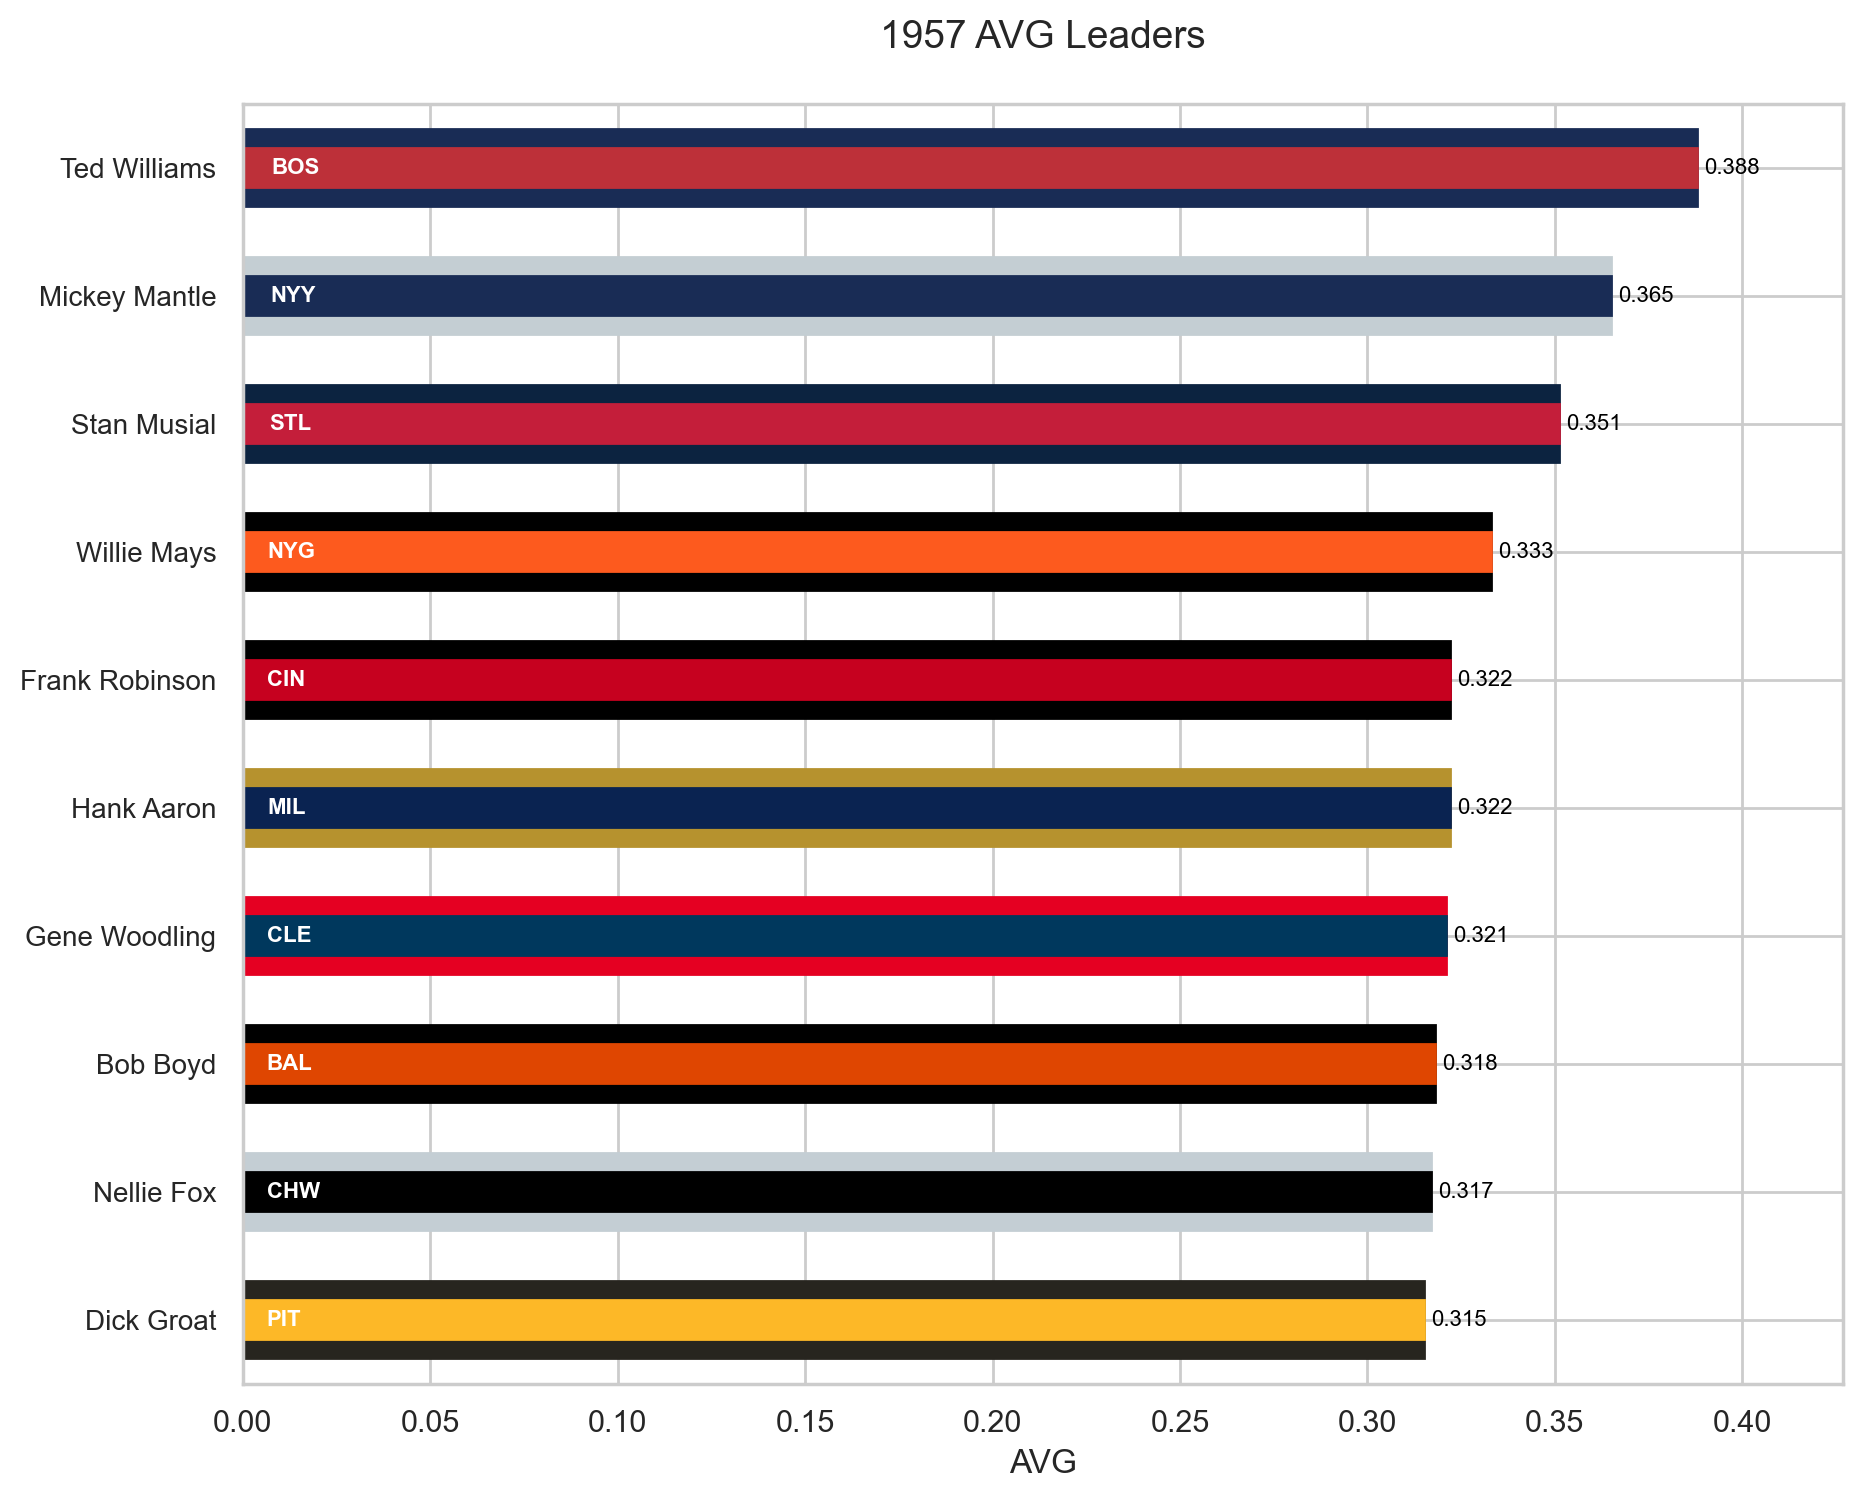 1957 AVG Leaders
Ted Williams BOS 0.388
Mickey Mantle NYY 0.365
Stan Musial STL 0.351
Willie Mays NYG 0.333
Frank Robinson CIN 0.322
Hank Aaron MIL 0.322
Gene Woodling CLE 0.321
Bob Boyd BAL 0.318
Nellie Fox CHW 0.317
Dick Groat PIT 0.315
0.00 0.05 0.10 0.15 0.20 0.25 0.30 0.35 0.40
AVG